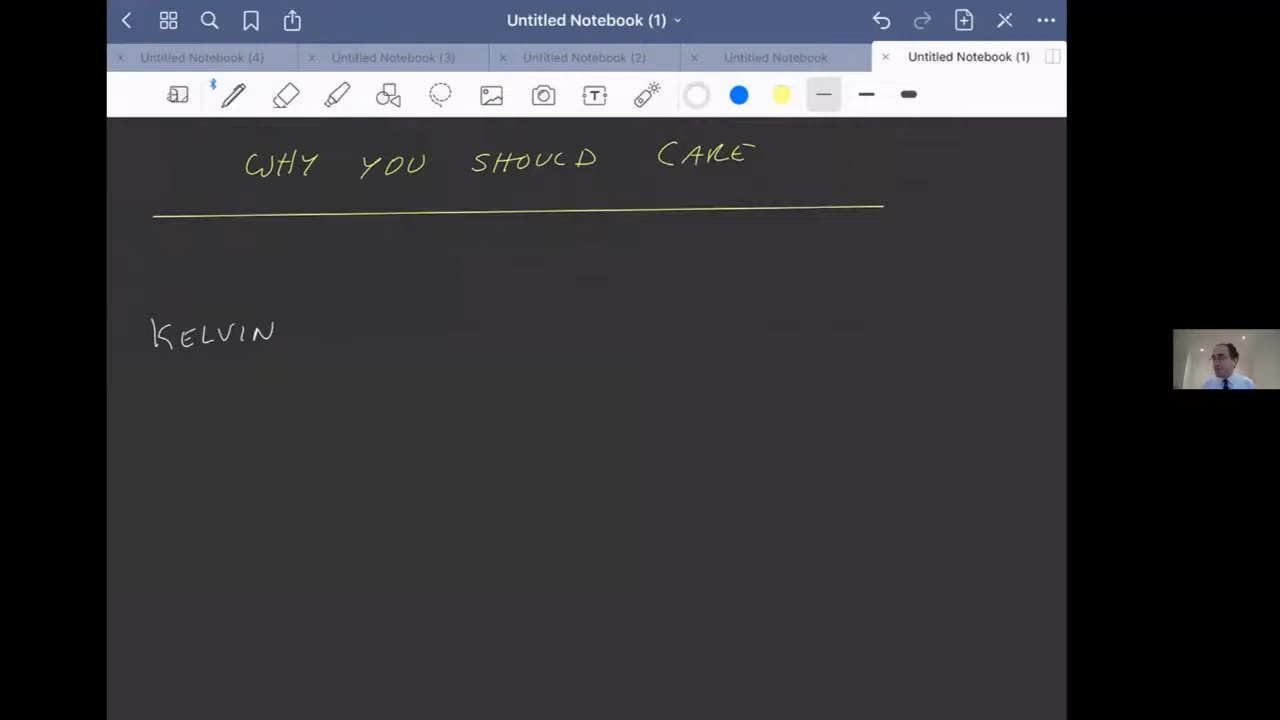 Untitled Notebook (1)
Untitled Notebook (4)
Untitled Notebook (3)
Untitled Notebook (2)
Untitled Notebook
Untitled Notebook (1)
T
WHY YOU SHOULD CARE
KELVIN